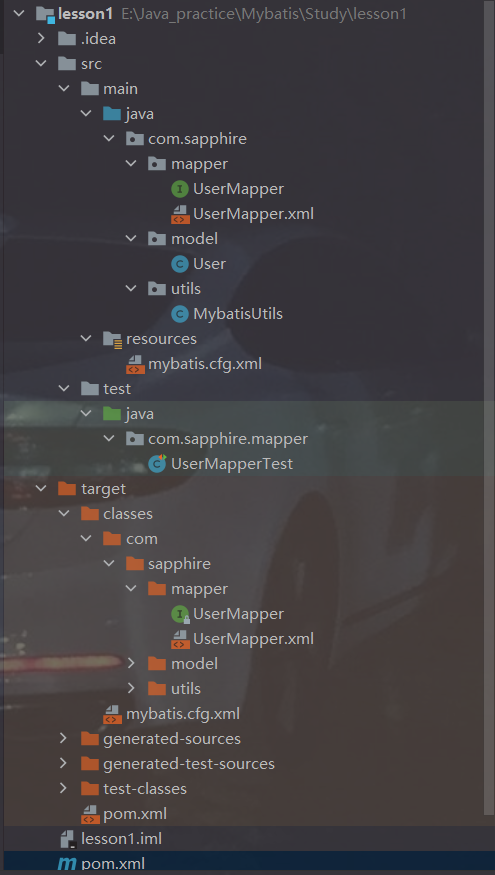 lesson1 E:\Java_practice\Mybatis\Study\lesson1
.idea
src
main
java
com.sapphire
mapper
UserMapper
UserMapper.xml
model
User
utils
MybatisUtils
resources
mybatis.cfg.xml
test
java
com.sapphire.mapper
UserMapperTest
target
classes
com
sapphire
mapper
UserMapper
UserMapper.xml
model
utils
mybatis.cfg.xml
generated-sources
generated-test-sources
test-classes
pom.xml
lesson1.iml
pom.xml